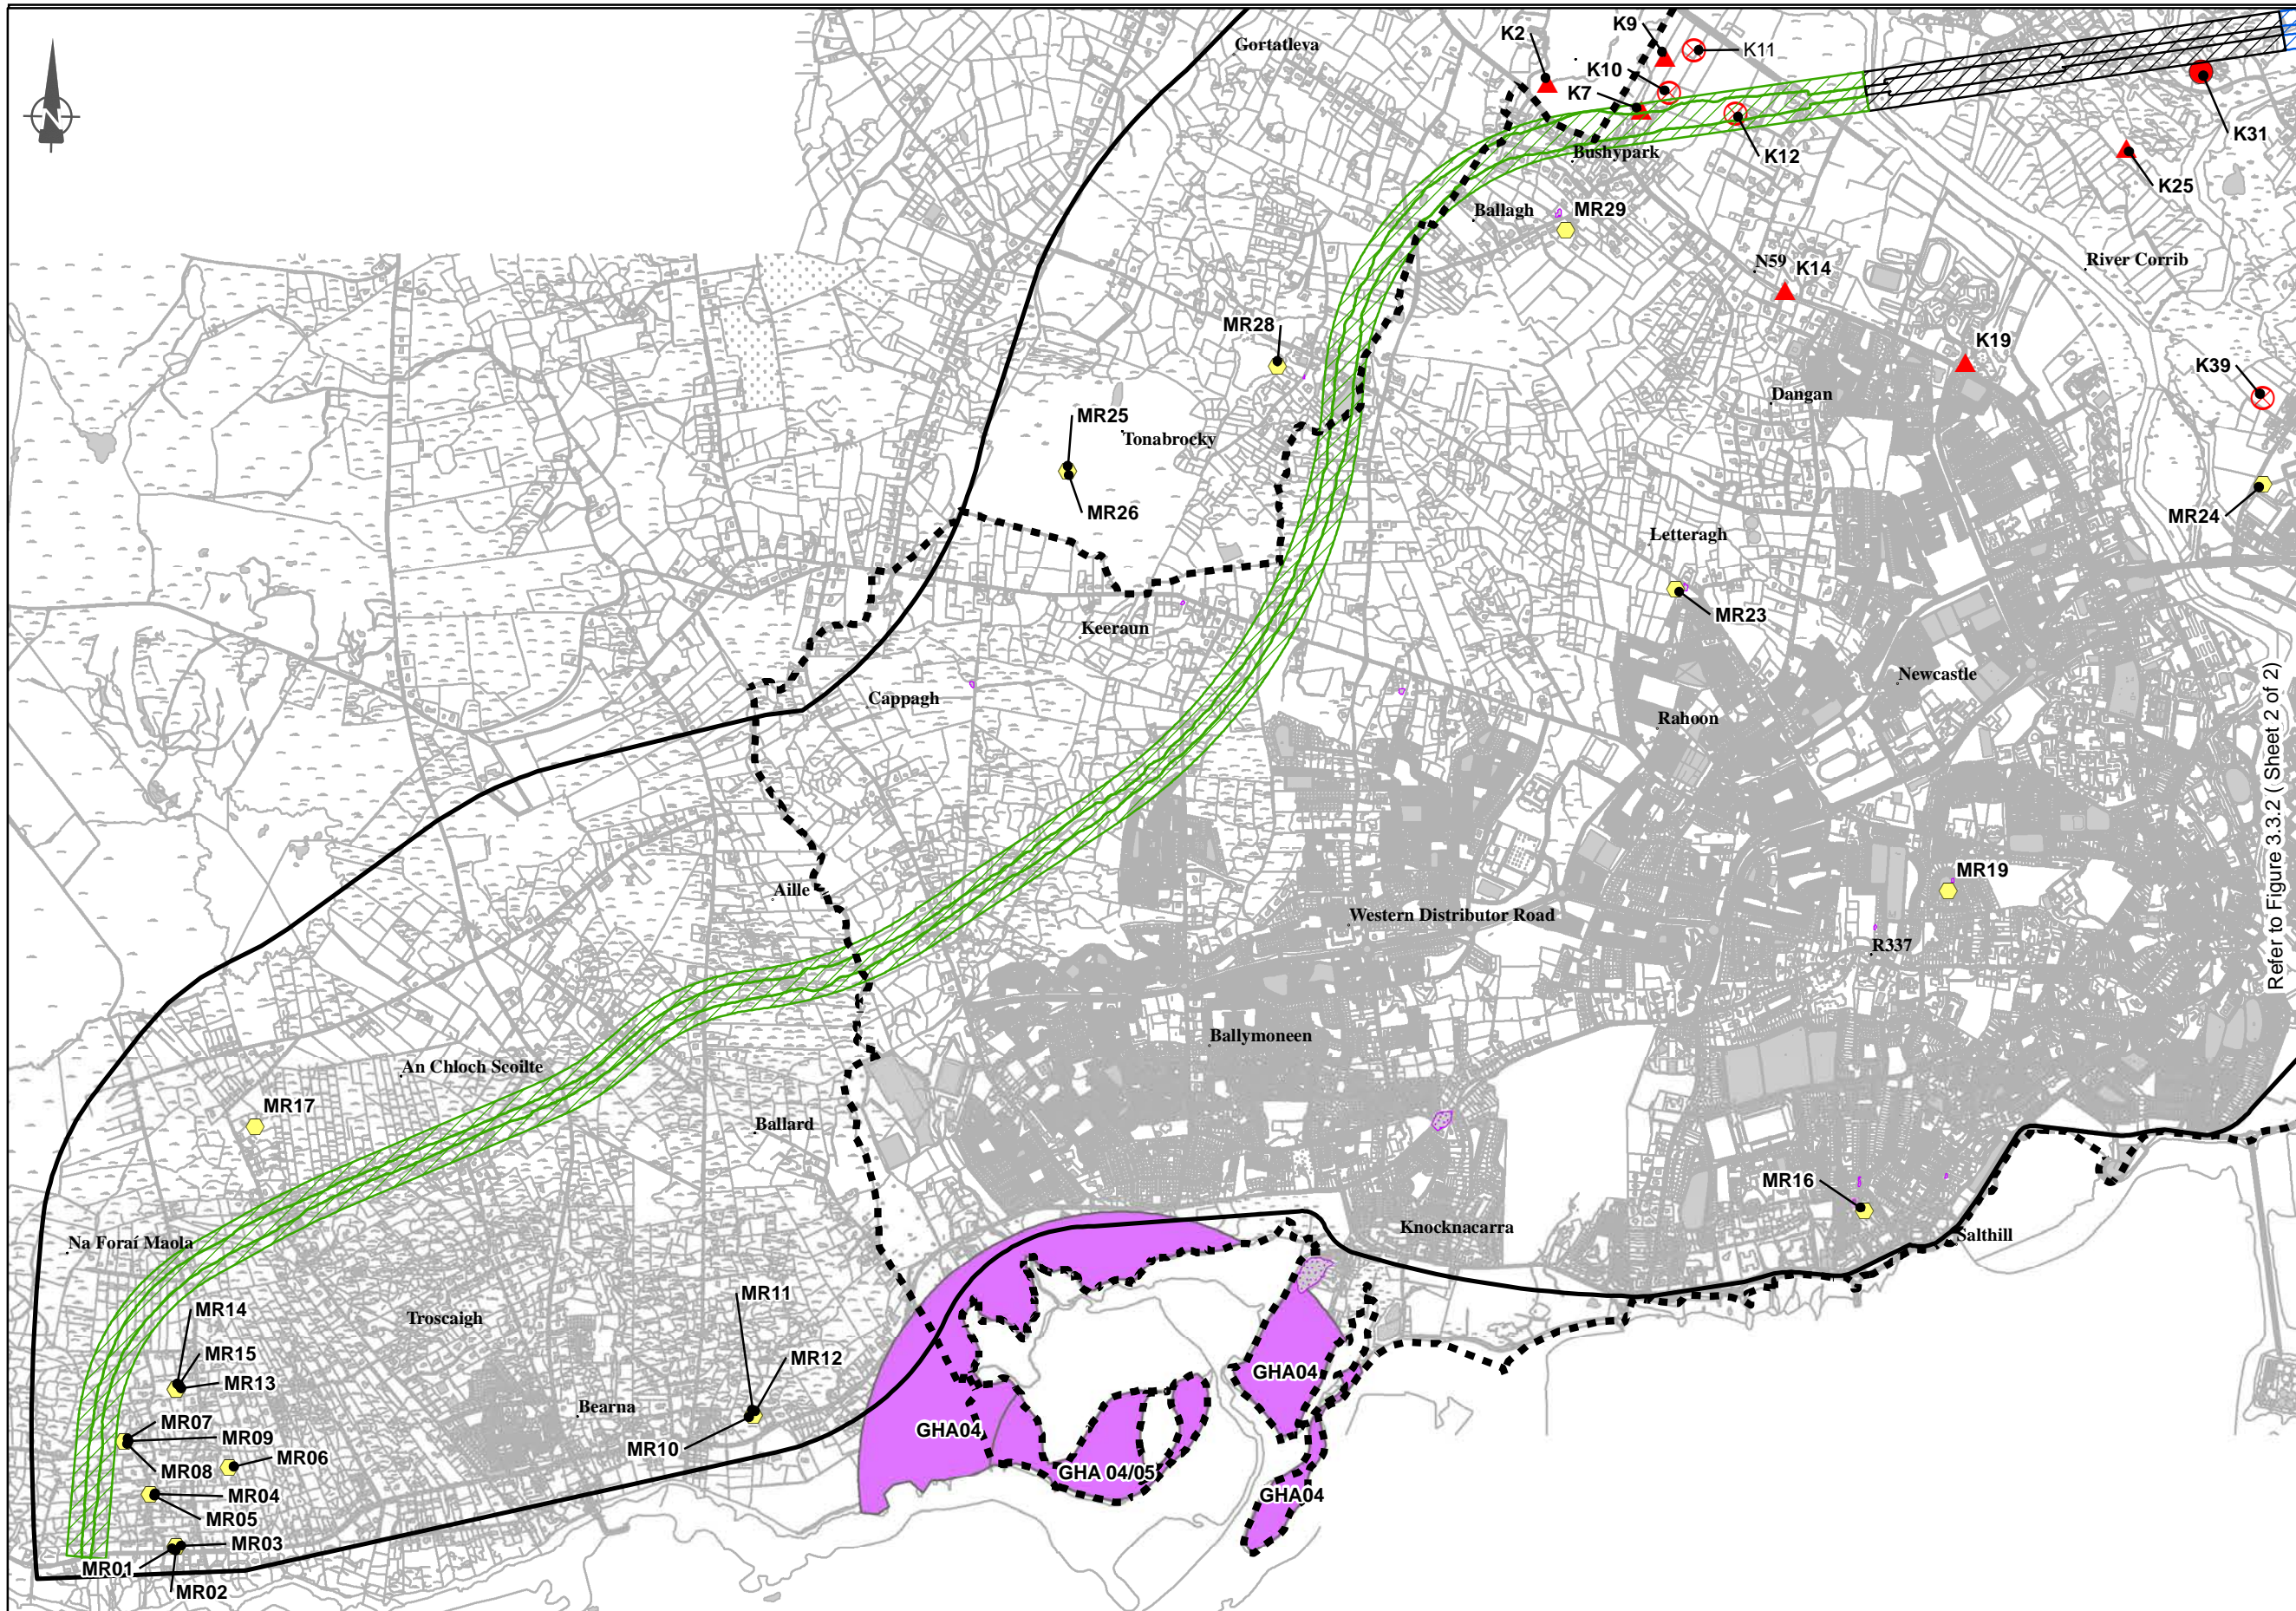 K9
K2
K11
Gortatleva
K10
K7
N
K31
K12
Bushypark
K25
Ballagh
MR29
River Corrib
N59
K14
MR28
K19
K39
Dangan
MR25
Tonabrocky
MR26
MR24
Letteragh
MR23
Keeraun
Newcastle
Cappagh
Rahoon
Refer to Figure 3.3.2 ( Sheet 2 of 2)
MR19
Aille
Western Distributor Road
R337
Ballymoneen
An Chloch Scoilte
MR17
Ballard
MR16
Knocknacarra
Salthill
Na Foraí Maola
MR11
MR14
Troscaigh
MR15
MR12
GHA04
MR13
Bearna
MR07
GHA04
MR09
MR10
MR06
MR08
GHA 04/05
MR04
GHA04
MR05
MR03
MR01
MR02